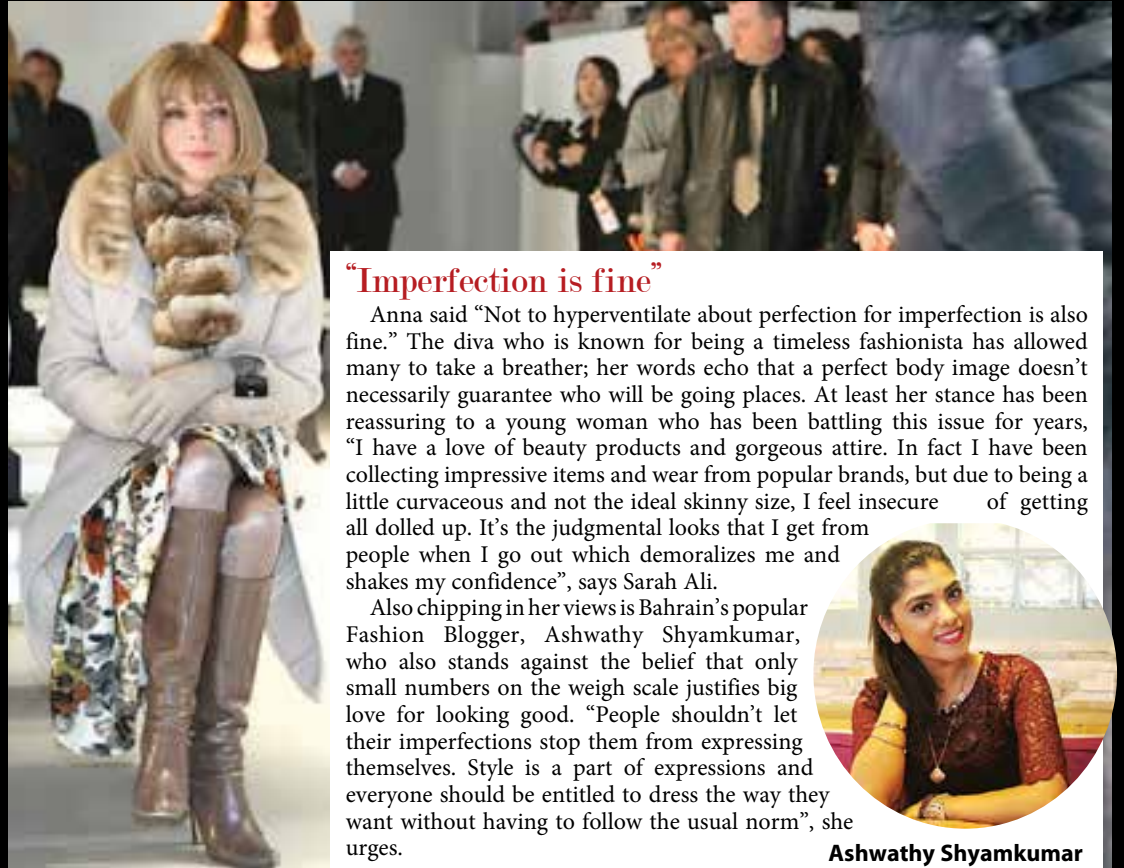 “Imperfection is fine”
Anna said “Not to hyperventilate about perfection for imperfection is also
fine.” The diva who is known for being a timeless fashionista has allowed
many to take a breather; her words echo that a perfect body image doesn’t
necessarily guarantee who will be going places. At least her stance has been
reassuring to a young woman who has been battling this issue for years,
“I have a love of beauty products and gorgeous attire. In fact I have been
collecting impressive items and wear from popular brands, but due to being a
little curvaceous and not the ideal skinny size, I feel insecure of getting
all dolled up. It’s the judgmental looks that I get from
people when I go out which demoralizes me and
shakes my confidence”, says Sarah Ali.
Also chipping in her views is Bahrain’s popular
Fashion Blogger, Ashwathy Shyamkumar,
who also stands against the belief that only
small numbers on the weigh scale justifies big
love for looking good. “People shouldn’t let
their imperfections stop them from expressing
themselves. Style is a part of expressions and
everyone should be entitled to dress the way they
want without having to follow the usual norm”, she
urges.
Ashwathy Shyamkumar